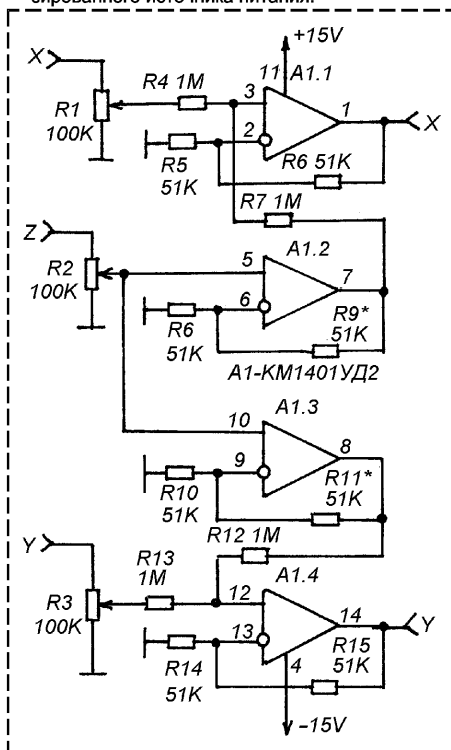 сированного источника питания.
+15V
X
R4 1M
11
A1.1
3
1
X
R1
100K
2
R5
51K
R6 51K
R7 1M
Z
A1.2
5
7
R2
100K
6
R9*
51K
R6
51K
A1-КМ1401УД2
A1.3
10
8
9
R11*
51K
R10
51K
R12 1M
Y
R13
1M
A1.4
12
14
Y
R3
100K
13
R15
51K
R14
51K
4
-15V